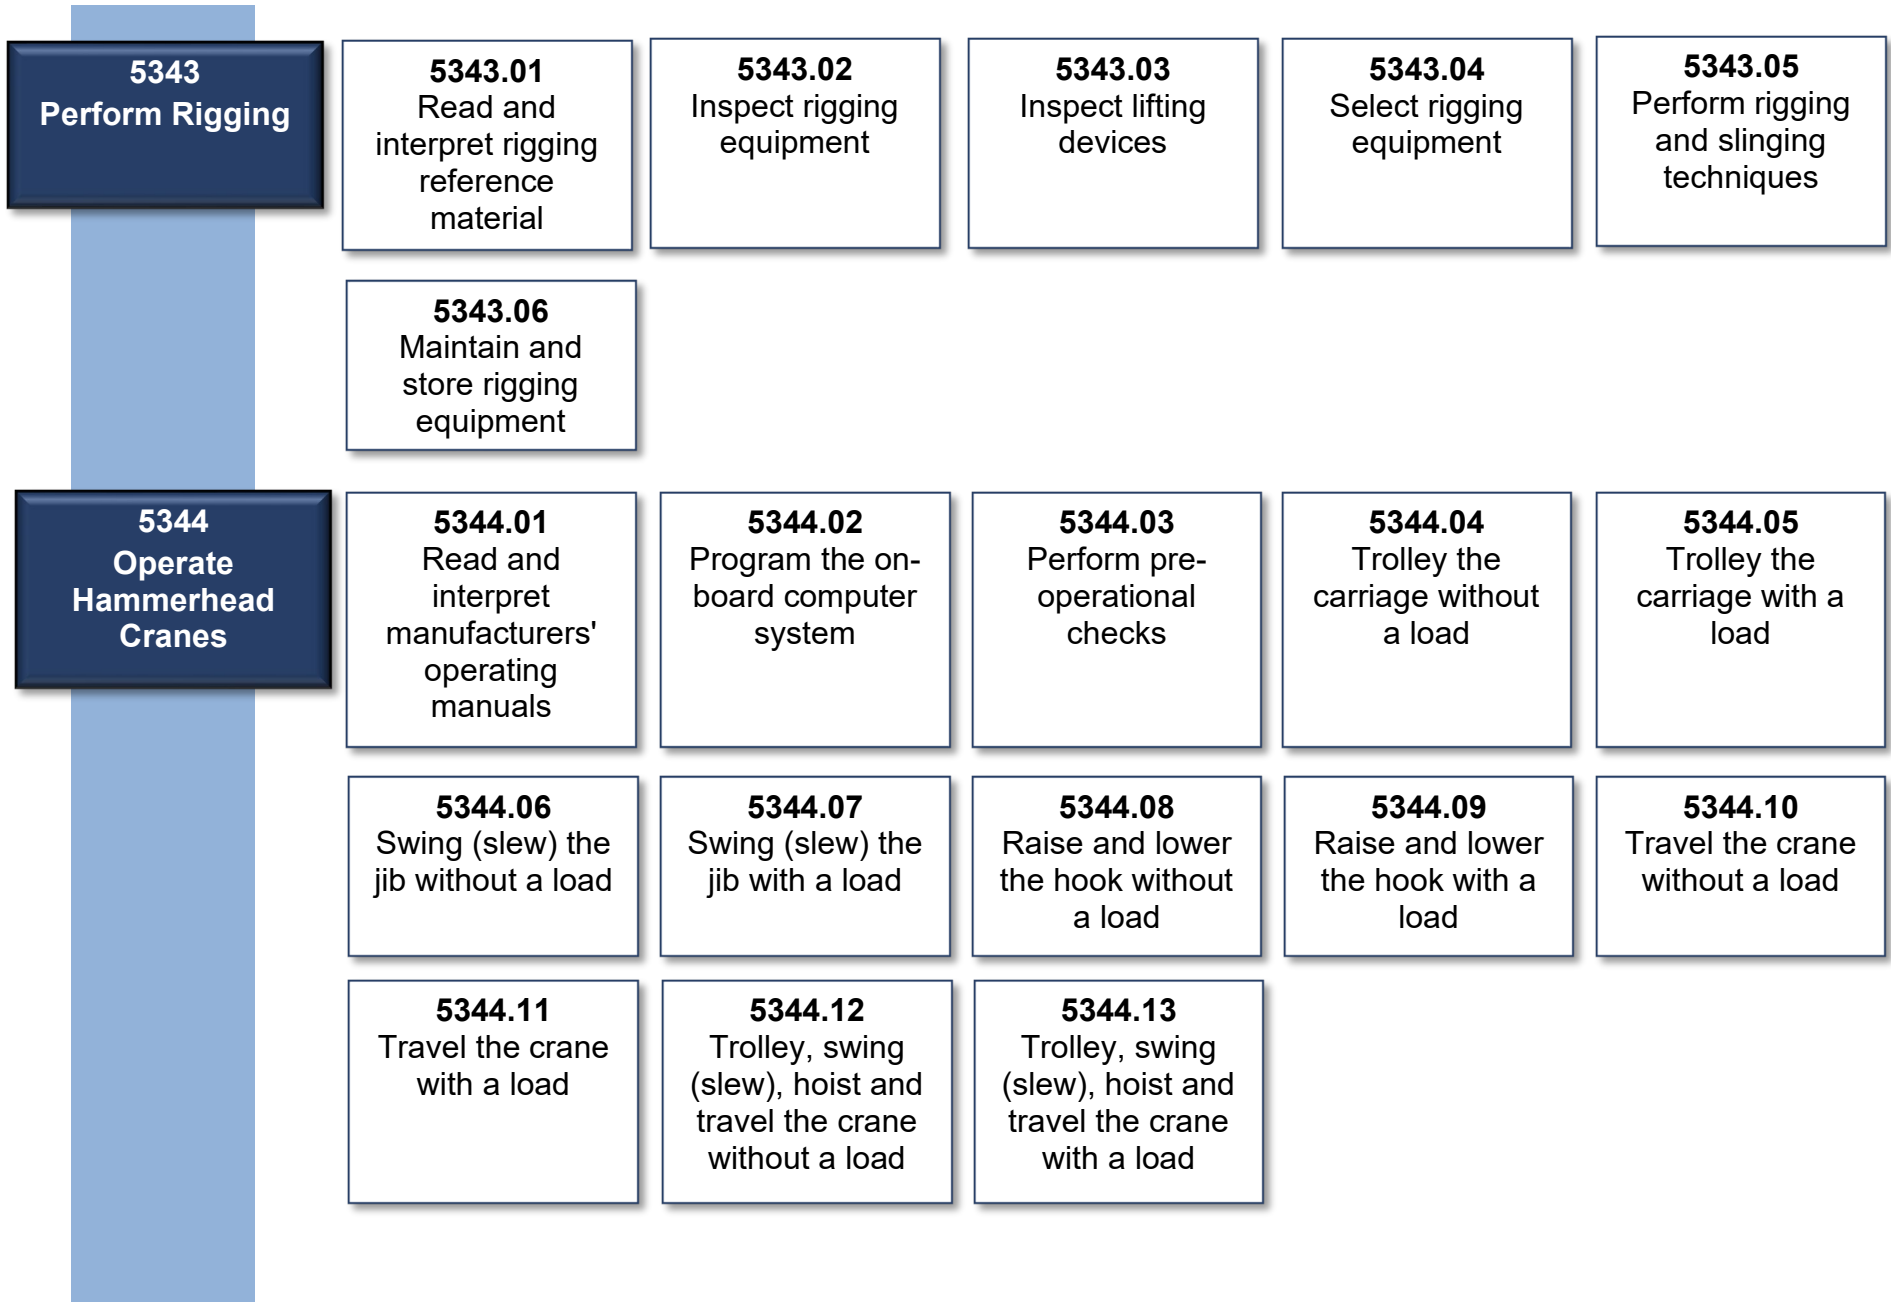 5343
Perform Rigging
5343.01
Read and
interpret rigging
reference
material
5343.02
Inspect rigging
equipment
5343.03
Inspect lifting
devices
5343.04
Select rigging
equipment
5343.05
Perform rigging
and slinging
techniques
5343.06
Maintain and
store rigging
equipment
5344
Operate
Hammerhead
Cranes
5344.01
Read and
interpret
manufacturers'
operating
manuals
5344.02
Program the on-
board computer
system
5344.03
Perform pre-
operational
checks
5344.04
Trolley the
carriage without
a load
5344.05
Trolley the
carriage with a
load
5344.06
Swing (slew) the
jib without a load
5344.07
Swing (slew) the
jib with a load
5344.08
Raise and lower
the hook without
a load
5344.09
Raise and lower
the hook with a
load
5344.10
Travel the crane
without a load
5344.11
Travel the crane
with a load
5344.12
Trolley, swing
(slew), hoist and
travel the crane
without a load
5344.13
Trolley, swing
(slew), hoist and
travel the crane
with a load